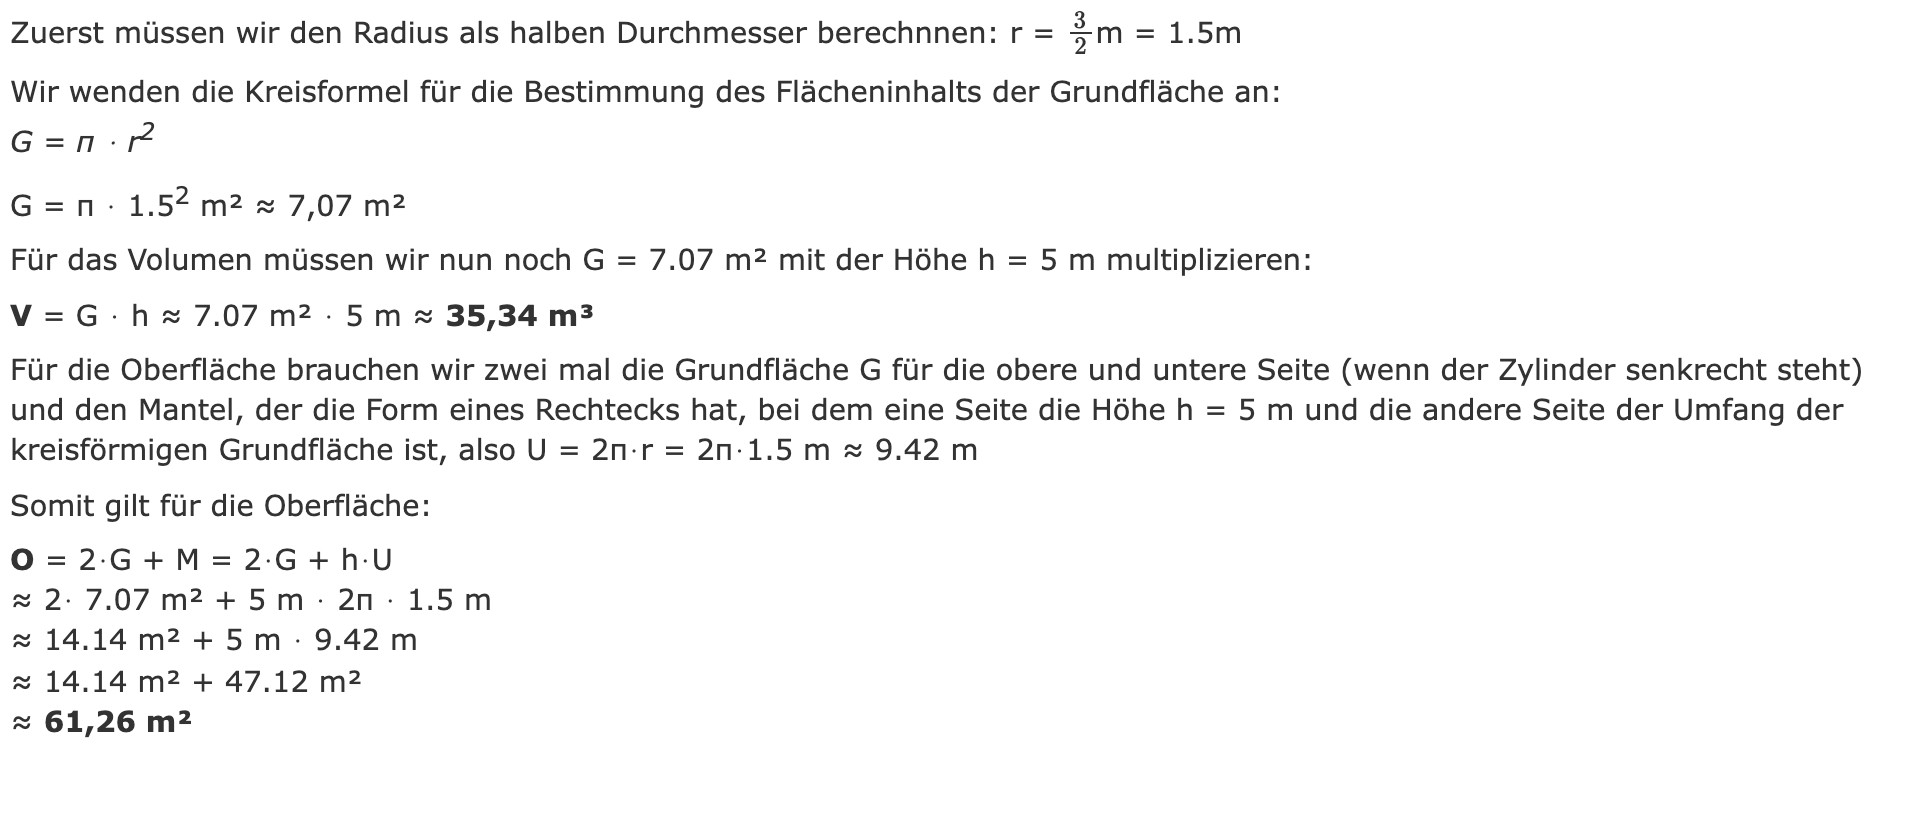 Zuerst müssen wir den Radius als halben Durchmesser berechnnen: r = 3/2 m = 1.5m
Wir wenden die Kreisformel für die Bestimmung des Flächeninhalts der Grundfläche an:
G = π · r²
G = π · 1.5² m² ≈ 7,07 m²
Für das Volumen müssen wir nun noch G = 7.07 m² mit der Höhe h = 5 m multiplizieren:
V = G · h ≈ 7.07 m² · 5 m ≈ 35,34 m³
Für die Oberfläche brauchen wir zwei mal die Grundfläche G für die obere und untere Seite (wenn der Zylinder senkrecht steht)
und den Mantel, der die Form eines Rechtecks hat, bei dem eine Seite die Höhe h = 5 m und die andere Seite der Umfang der
kreisförmigen Grundfläche ist, also U = 2π·r = 2π·1.5 m ≈ 9.42 m
Somit gilt für die Oberfläche:
O = 2·G + M = 2·G + h·U
≈ 2· 7.07 m² + 5 m · 2π · 1.5 m
≈ 14.14 m² + 5 m · 9.42 m
≈ 14.14 m² + 47.12 m²
≈ 61,26 m²